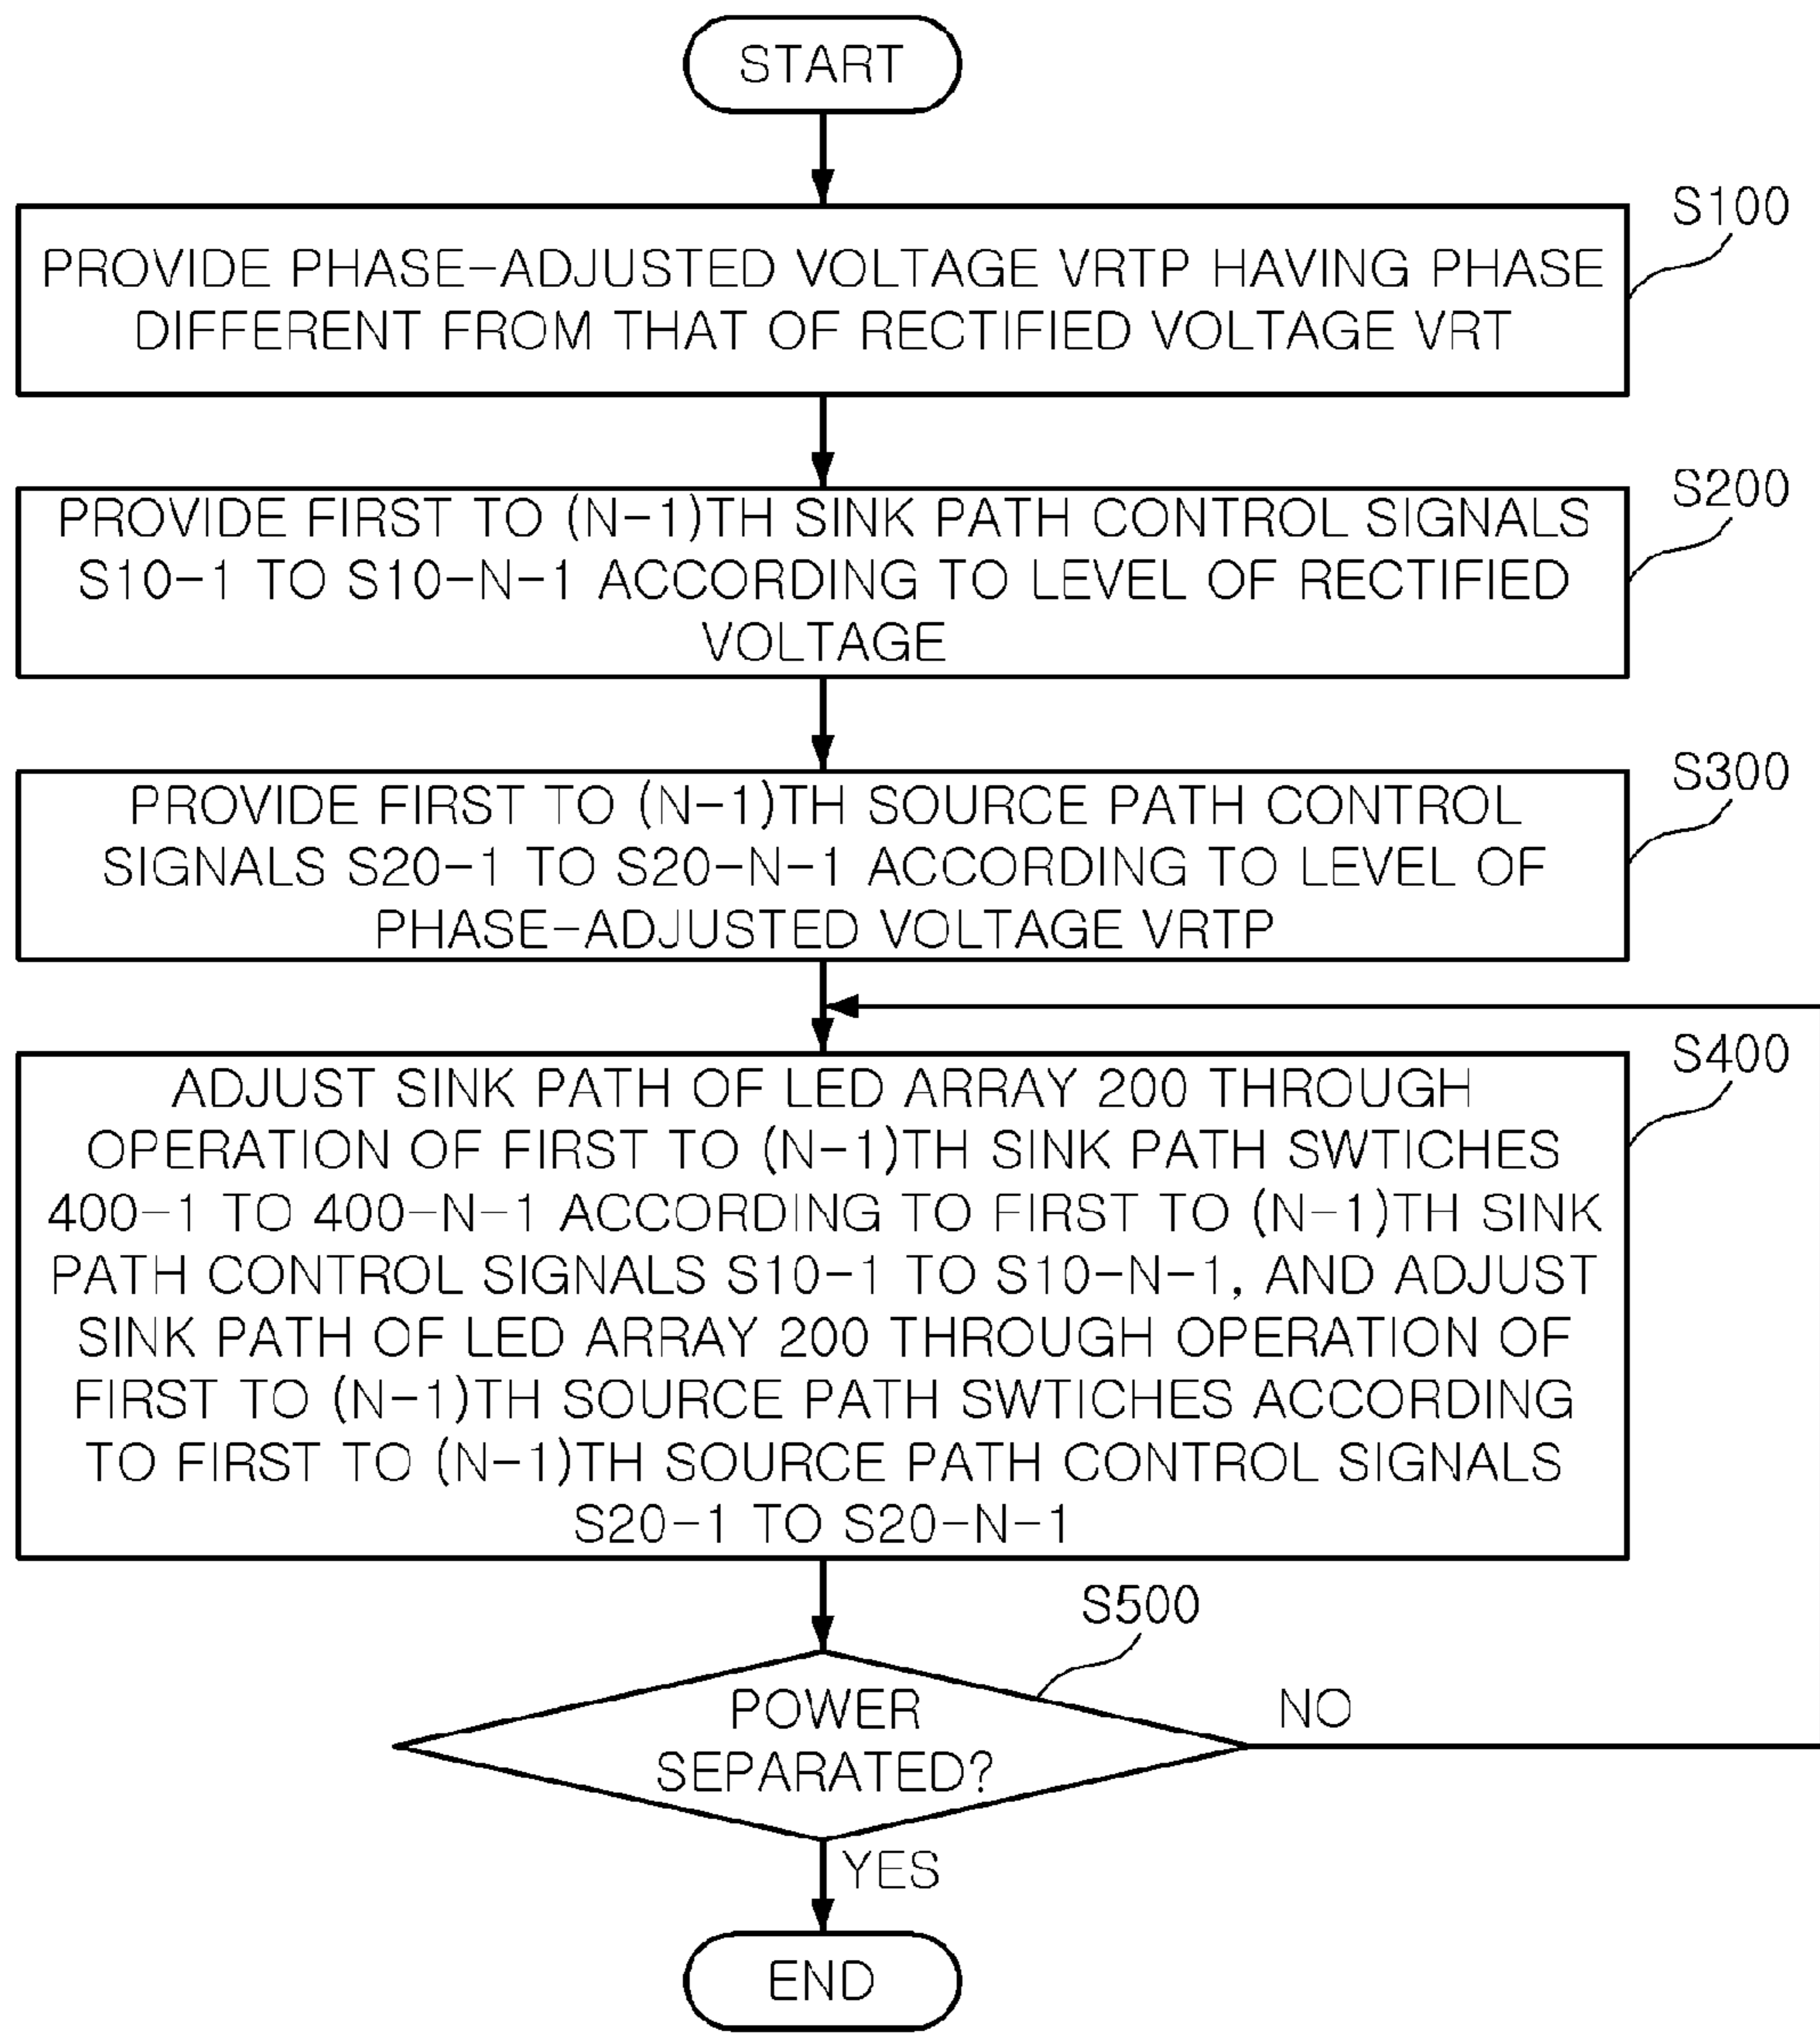 START
S100
PROVIDE PHASE-ADJUSTED VOLTAGE VRTP HAVING PHASE
DIFFERENT FROM THAT OF RECTIFIED VOLTAGE VRT
S200
PROVIDE FIRST TO (N-1)TH SINK PATH CONTROL SIGNALS
S10-1 TO S10-N-1 ACCORDING TO LEVEL OF RECTIFIED
VOLTAGE
S300
PROVIDE FIRST TO (N-1)TH SOURCE PATH CONTROL
SIGNALS S20-1 TO S20-N-1 ACCORDING TO LEVEL OF
PHASE-ADJUSTED VOLTAGE VRTP
S400
ADJUST SINK PATH OF LED ARRAY 200 THROUGH
OPERATION OF FIRST TO (N-1)TH SINK PATH SWTICHES
400-1 TO 400-N-1 ACCORDING TO FIRST TO (N-1)TH SINK
PATH CONTROL SIGNALS S10-1 TO S10-N-1, AND ADJUST
SINK PATH OF LED ARRAY 200 THROUGH OPERATION OF
FIRST TO (N-1)TH SOURCE PATH SWTICHES ACCORDING
TO FIRST TO (N-1)TH SOURCE PATH CONTROL SIGNALS
S20-1 TO S20-N-1
S500
POWER
SEPARATED?
NO
YES
END